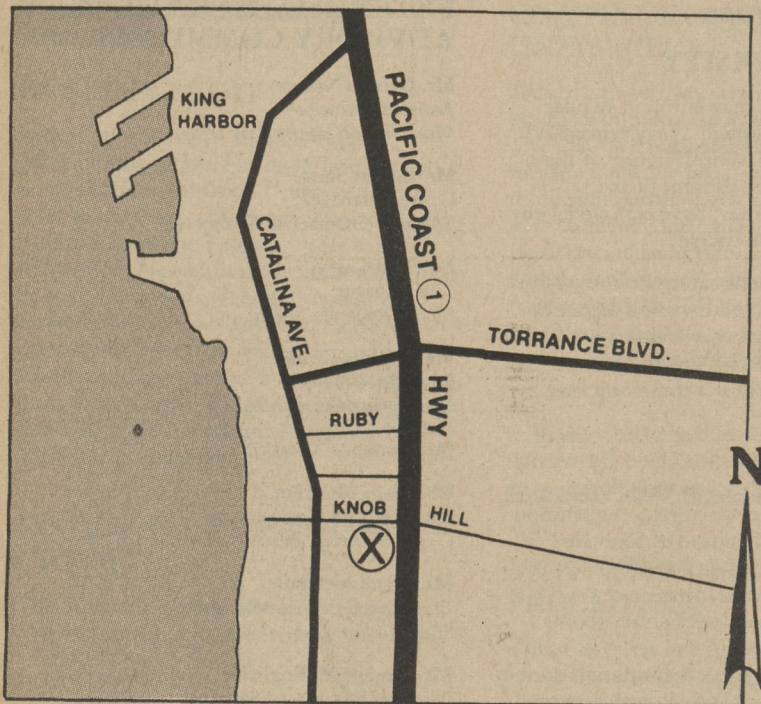 KING
HARBOR
PACIFIC COAST 1
CATALINA AVE.
TORRANCE BLVD.
HWY
RUBY
N
KNOB HILL
X